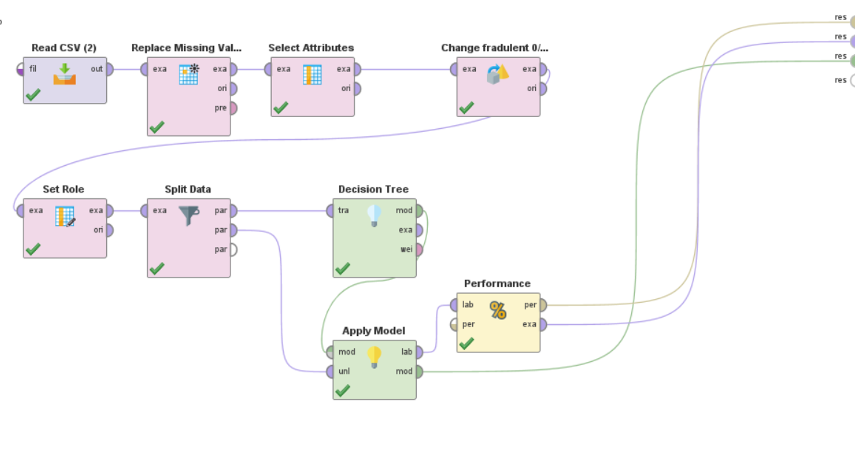 res
res
res
res
Read CSV (2)
fil out
Replace Missing Val...
exa exa
ori
pre
Select Attributes
exa exa
ori
Change fradulent 0/...
exa exa
ori
Set Role
exa exa
ori
Split Data
exa par
par
par
Decision Tree
tra mod
exa
wei
Performance
lab per
per exa
%
Apply Model
mod lab
unl mod